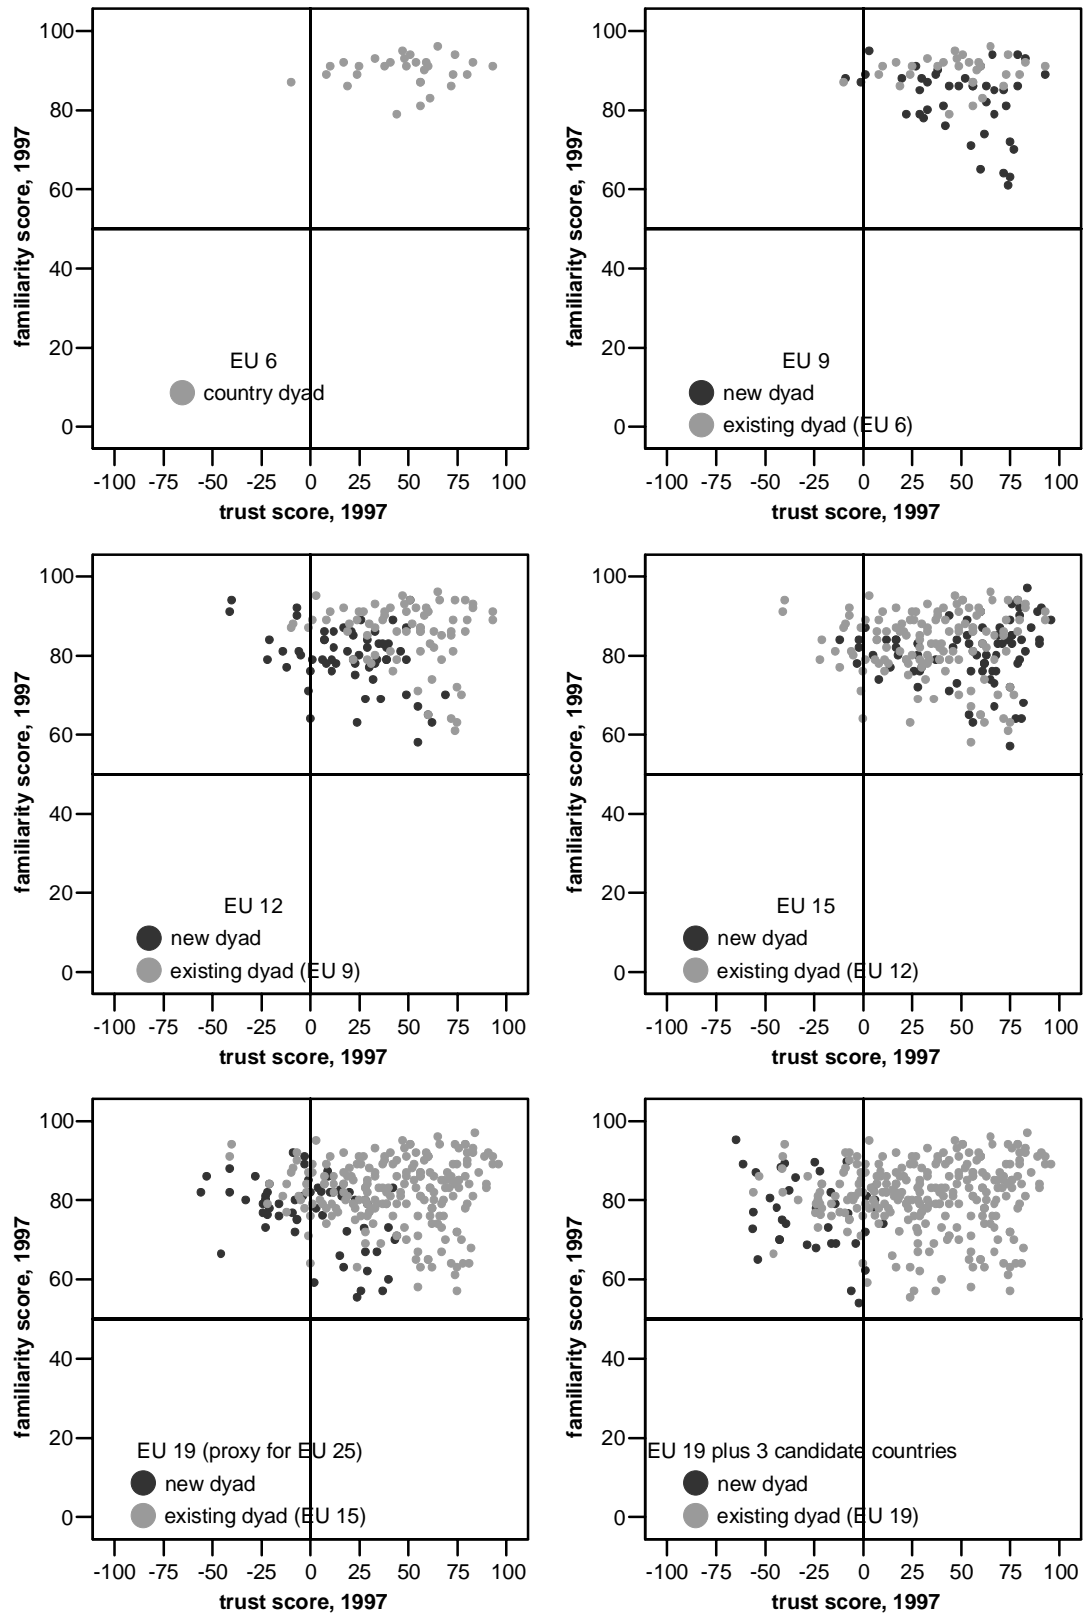 100
80
60
40
20
0
familiarity score, 1997
EU 6
country dyad
-100 -75 -50 -25 0 25 50 75 100
trust score, 1997
100
80
60
40
20
0
familiarity score, 1997
EU 9
new dyad
existing dyad (EU 6)
-100 -75 -50 -25 0 25 50 75 100
trust score, 1997
100
80
60
40
20
0
familiarity score, 1997
EU 12
new dyad
existing dyad (EU 9)
-100 -75 -50 -25 0 25 50 75 100
trust score, 1997
100
80
60
40
20
0
familiarity score, 1997
EU 15
new dyad
existing dyad (EU 12)
-100 -75 -50 -25 0 25 50 75 100
trust score, 1997
100
80
60
40
20
0
familiarity score, 1997
EU 19 (proxy for EU 25)
new dyad
existing dyad (EU 15)
-100 -75 -50 -25 0 25 50 75 100
trust score, 1997
100
80
60
40
20
0
familiarity score, 1997
EU 19 plus 3 candidate countries
new dyad
existing dyad (EU 19)
-100 -75 -50 -25 0 25 50 75 100
trust score, 1997